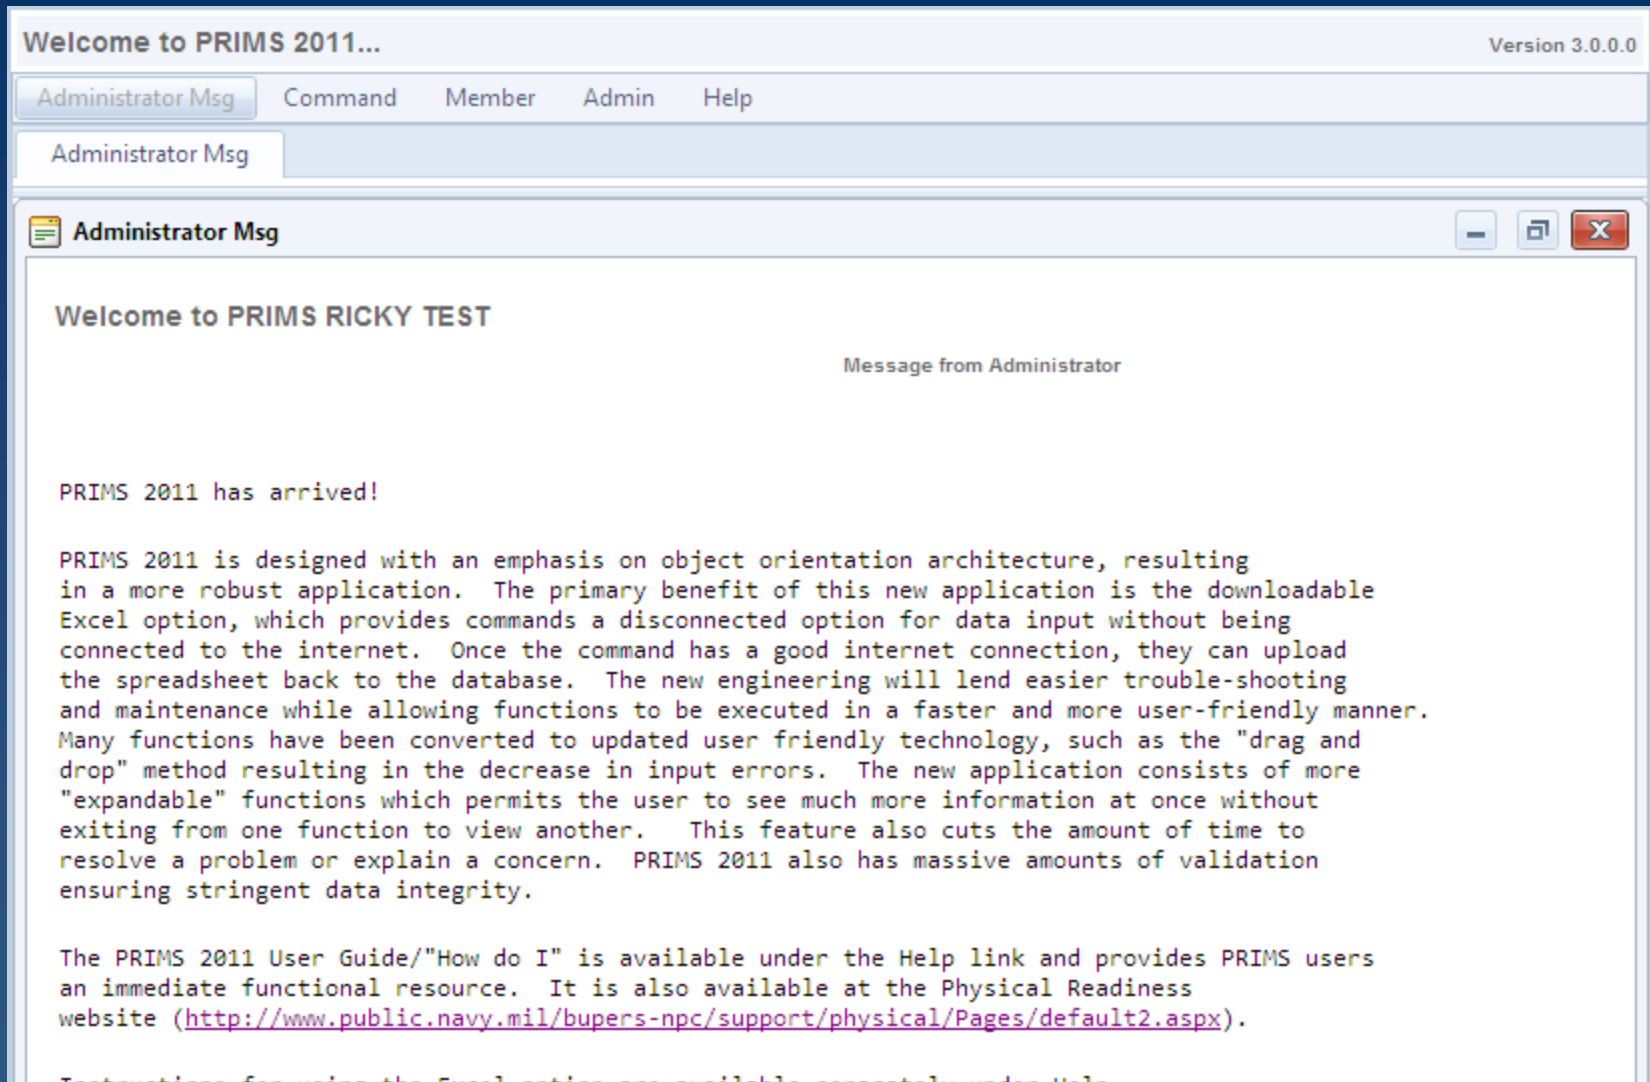 Welcome to PRIMS 2011...
Version 3.0.0.0
Administrator Msg Command Member Admin Help
Administrator Msg
Administrator Msg
Welcome to PRIMS RICKY TEST
Message from Administrator
PRIMS 2011 has arrived!
PRIMS 2011 is designed with an emphasis on object orientation architecture, resulting
in a more robust application.  The primary benefit of this new application is the downloadable
Excel option, which provides commands a disconnected option for data input without being
connected to the internet.  Once the command has a good internet connection, they can upload
the spreadsheet back to the database.  The new engineering will lend easier trouble-shooting
and maintenance while allowing functions to be executed in a faster and more user-friendly manner.
Many functions have been converted to updated user friendly technology, such as the "drag and
drop" method resulting in the decrease in input errors.  The new application consists of more
"expandable" functions which permits the user to see much more information at once without
exiting from one function to view another.   This feature also cuts the amount of time to
resolve a problem or explain a concern.  PRIMS 2011 also has massive amounts of validation
ensuring stringent data integrity.
The PRIMS 2011 User Guide/"How do I" is available under the Help link and provides PRIMS users
an immediate functional resource.  It is also available at the Physical Readiness
website (http://www.public.navy.mil/bupers-npc/support/physical/Pages/default2.aspx).
Instructions for using the Excel option are available separately under Help